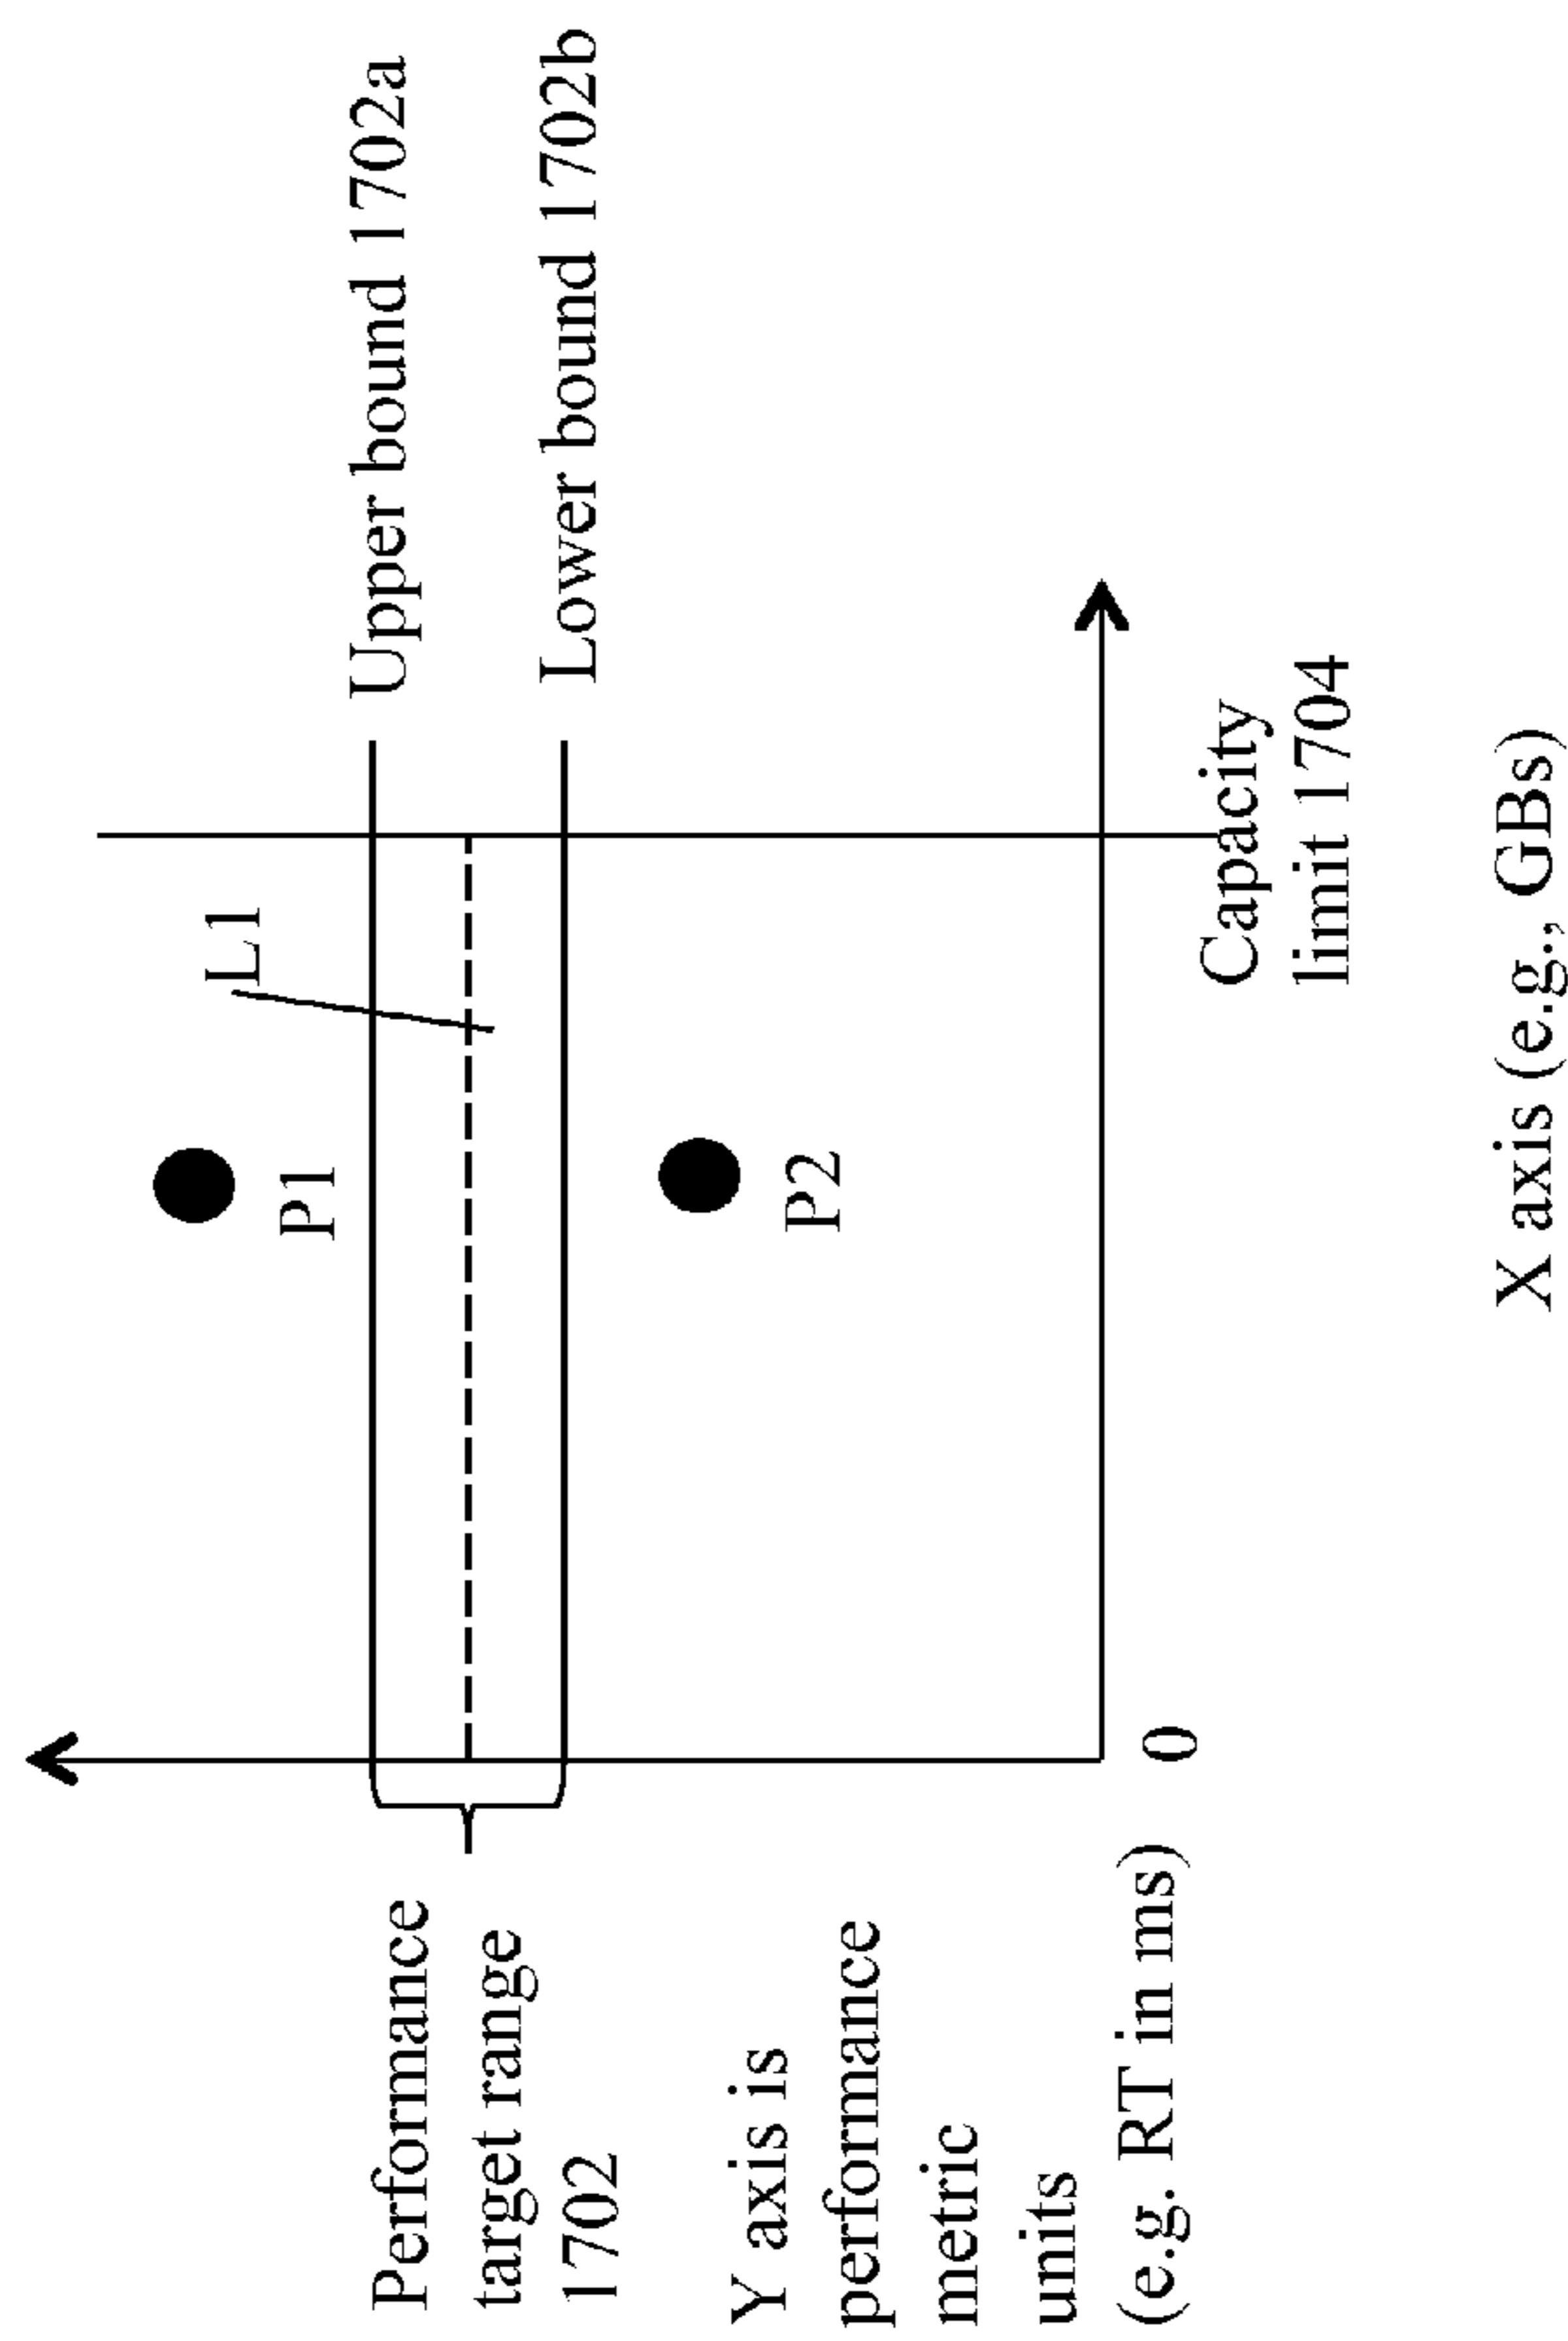 P1
L1
Upper bound 1702a
Performance
target range
1702
Lower bound 1702b
P2
Y axis is
performance
metric
units
(e.g. RT in ms)
0
Capacity
limit 1704
X axis (e.g., GBs)